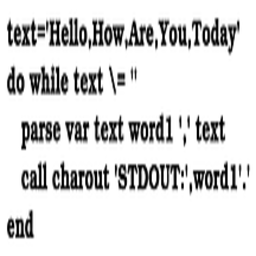 text='Hello,How,Are,You,Today'
do while text \= ''
parse var text word1 ',' text
call charout 'STDOUT:',word1'.'
end